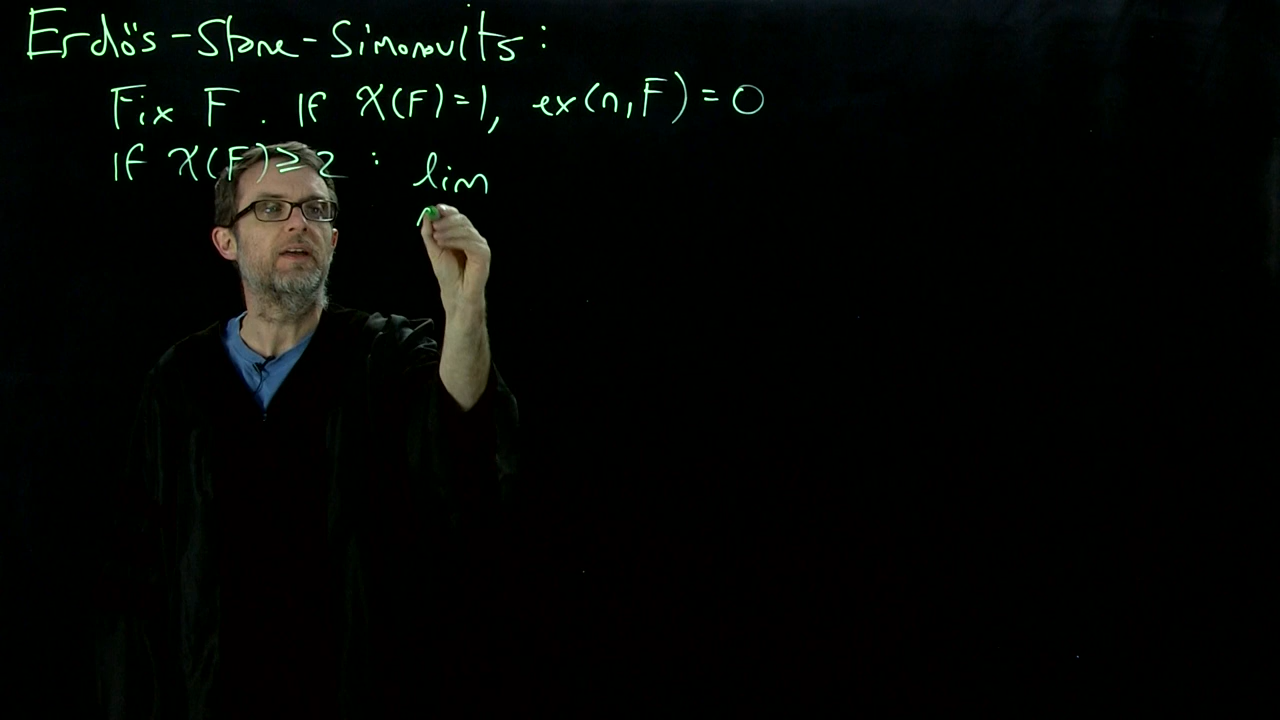 Erdös-Stone-Simonovits:
Fix F. If χ(F)=1, ex(n,F)=0
If χ(F)≥2: lim
n